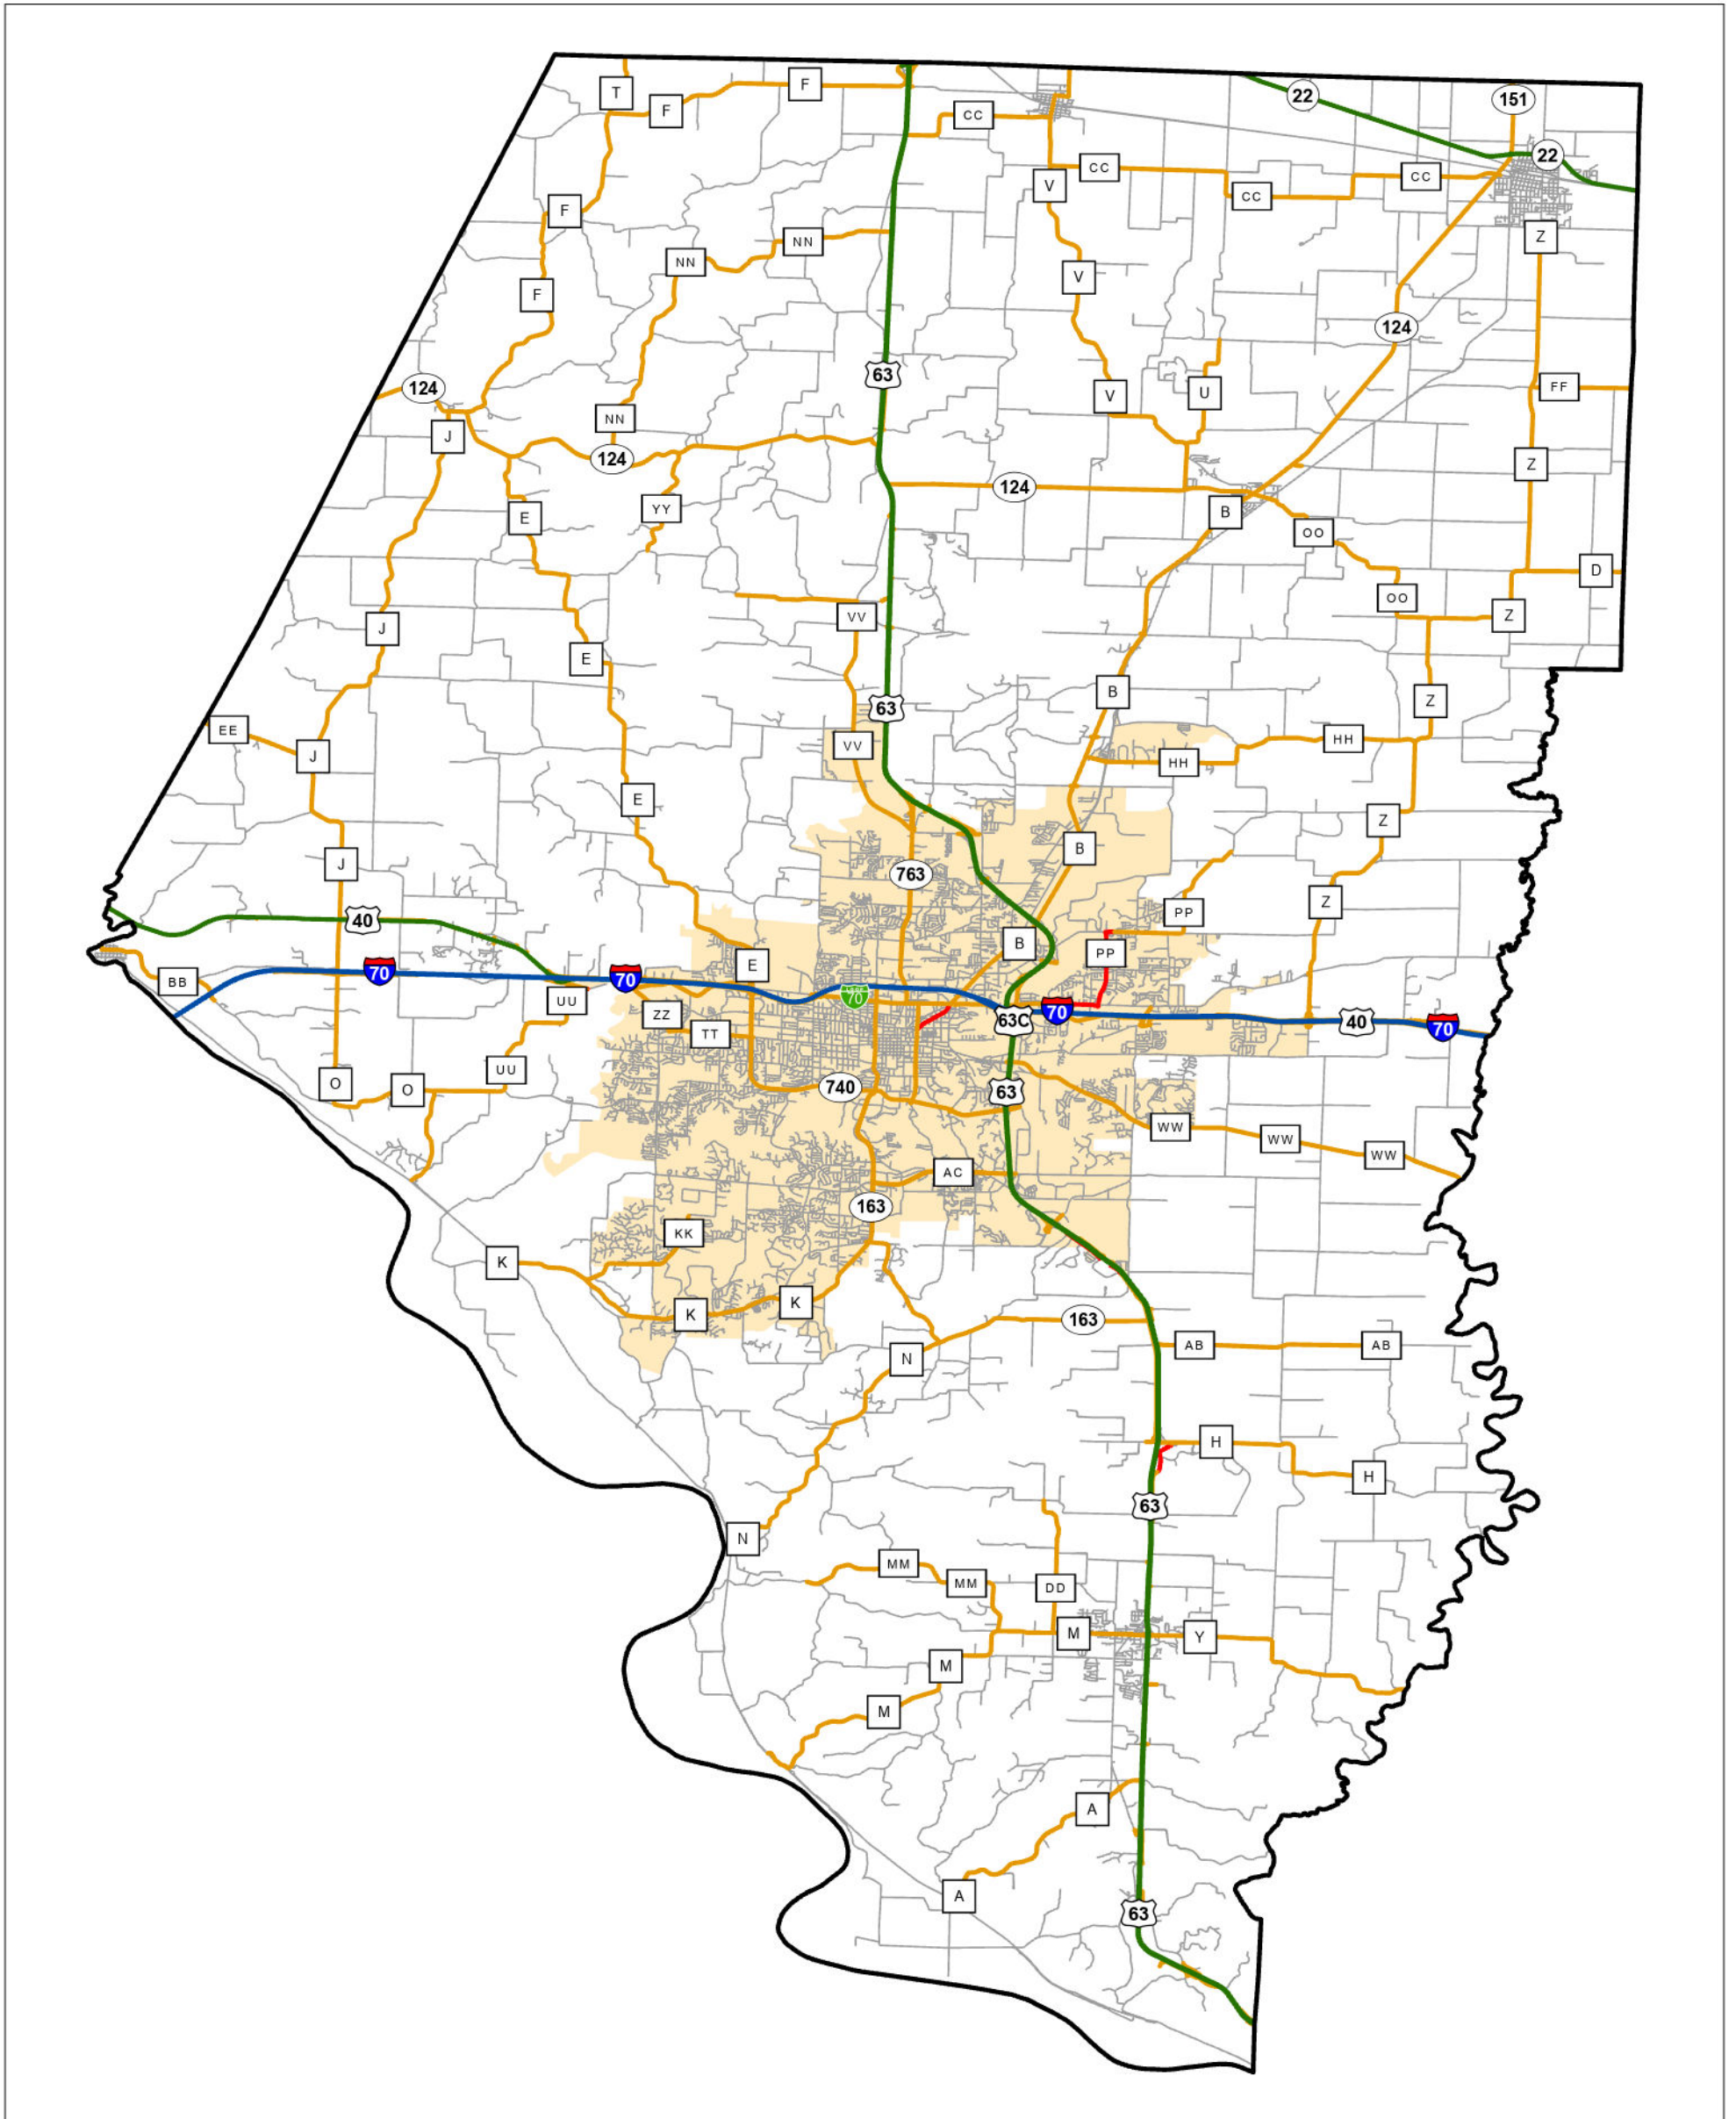 22
151
T
F
F
CC
22
CC
CC
CC
V
F
Z
NN
NN
V
F
124
63
124
FF
V
U
NN
J
124
Z
124
YY
B
E
OO
D
OO
VV
Z
J
E
B
Z
63
EE
VV
HH
J
HH
E
Z
B
J
763
Z
PP
40
B
PP
E
70
70
BB
70
UU
70
63C
ZZ
40
70
TT
O
UU
740
O
63
WW
WW
WW
AC
163
KK
K
K
K
163
AB
AB
N
H
H
63
N
MM
MM
DD
M
Y
M
M
A
A
63